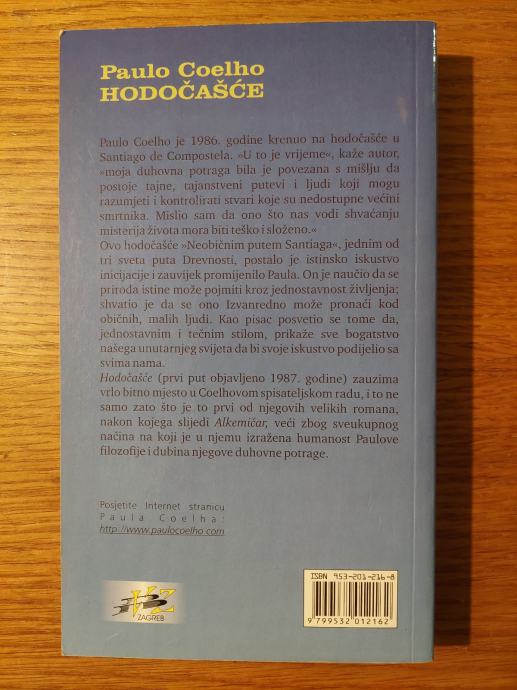 Paulo Coelho
HODOČAŠĆE
Paulo Coelho je 1986. godine krenuo na hodočašće u
Santiago de Compostela. »U to je vrijeme«, kaže autor,
»moja duhovna potraga bila je povezana s mišlju da
postoje tajne, tajanstveni putevi i ljudi koji mogu
razumjeti i kontrolirati stvari koje su nedostupne većini
smrtnika. Mislio sam da ono što nas vodi shvaćanju
misterija života mora biti teško i složeno.«
Ovo hodočašće »Neobičnim putem Santiaga«, jednim od
tri sveta puta Drevnosti, postalo je istinsko iskustvo
inicijacije i zauvijek promijenilo Paula. On je naučio da se
priroda istine može pojmiti kroz jednostavnost življenja;
shvatio je da se ono Izvanredno može pronaći kod
običnih, malih ljudi. Kao pisac posvetio se tome da,
jednostavnim i tečnim stilom, prikaže sve bogatstvo
našega unutarnjeg svijeta da bi svoje iskustvo podijelio sa
svima nama.
Hodočašće (prvi put objavljeno 1987. godine) zauzima
vrlo bitno mjesto u Coelhovom spisateljskom radu, i to ne
samo zato što je to prvi od njegovih velikih romana,
nakon kojega slijedi Alkemičar, veći zbog sveukupnog
načina na koji je u njemu izražena humanost Paulove
filozofije i dubina njegove duhovne potrage.
Posjetite Internet stranicu
Paula Coelha:
http://www.paulocoelho.com
VZ
ZAGREB
ISBN 953-201-216-8
9 799532 012162